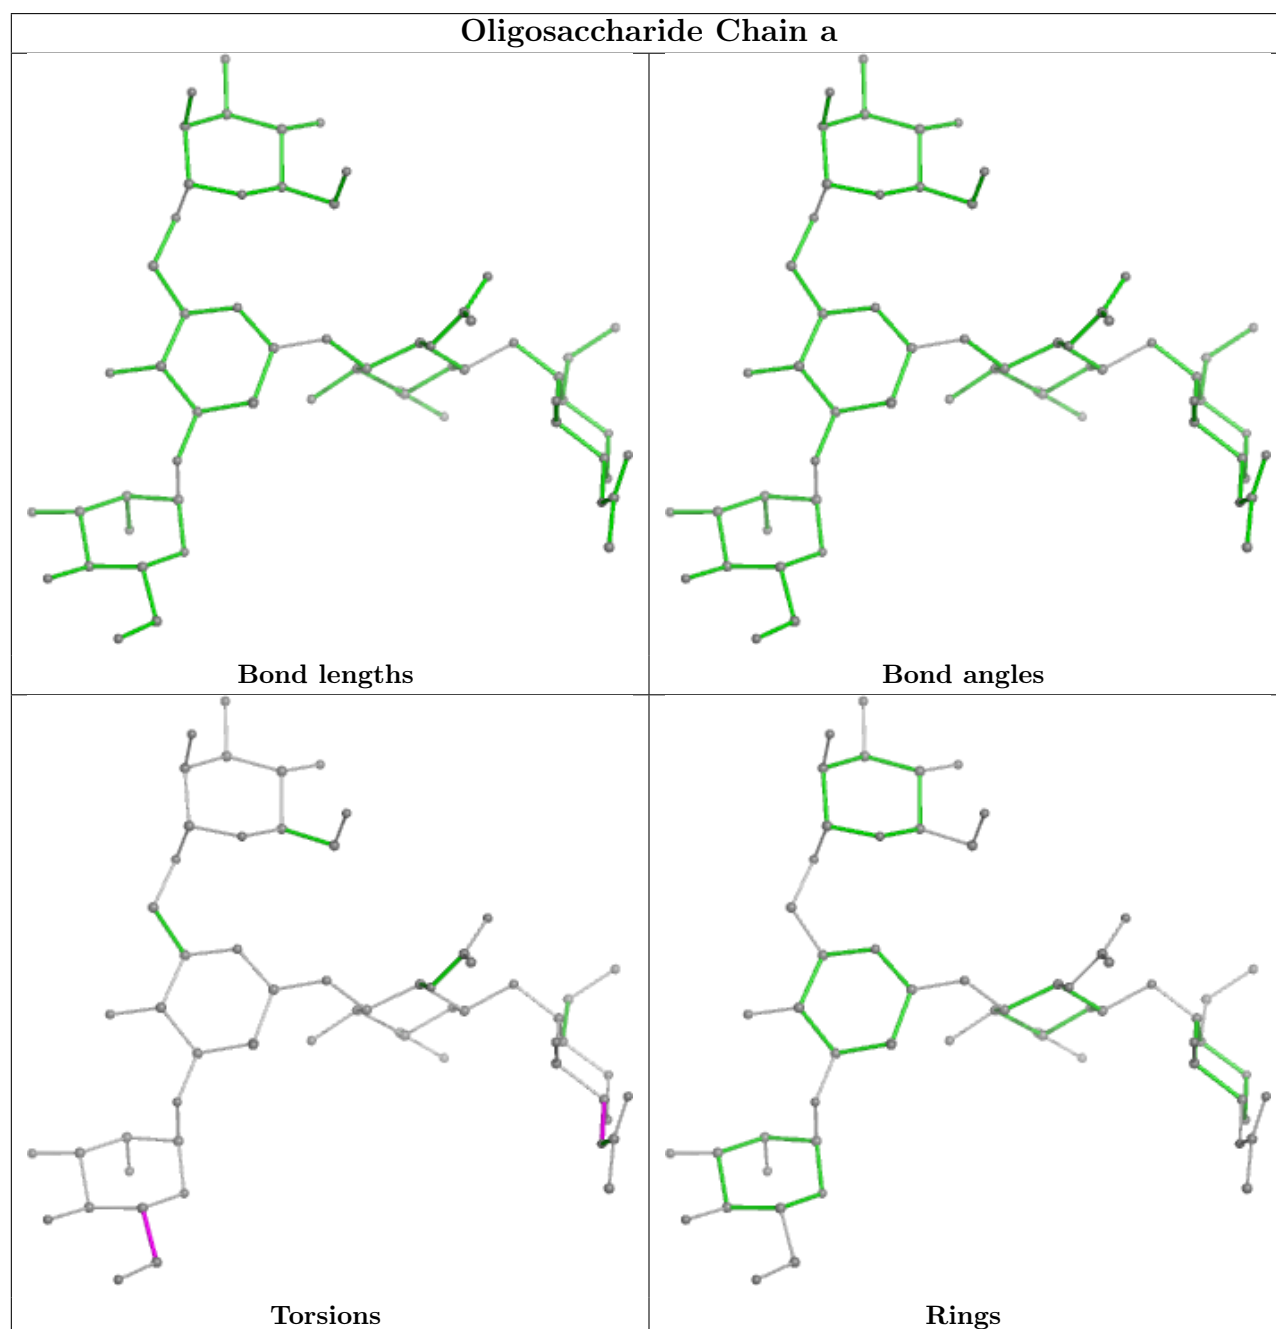 Oligosaccharide Chain a
Bond lengths
Bond angles
Torsions
Rings